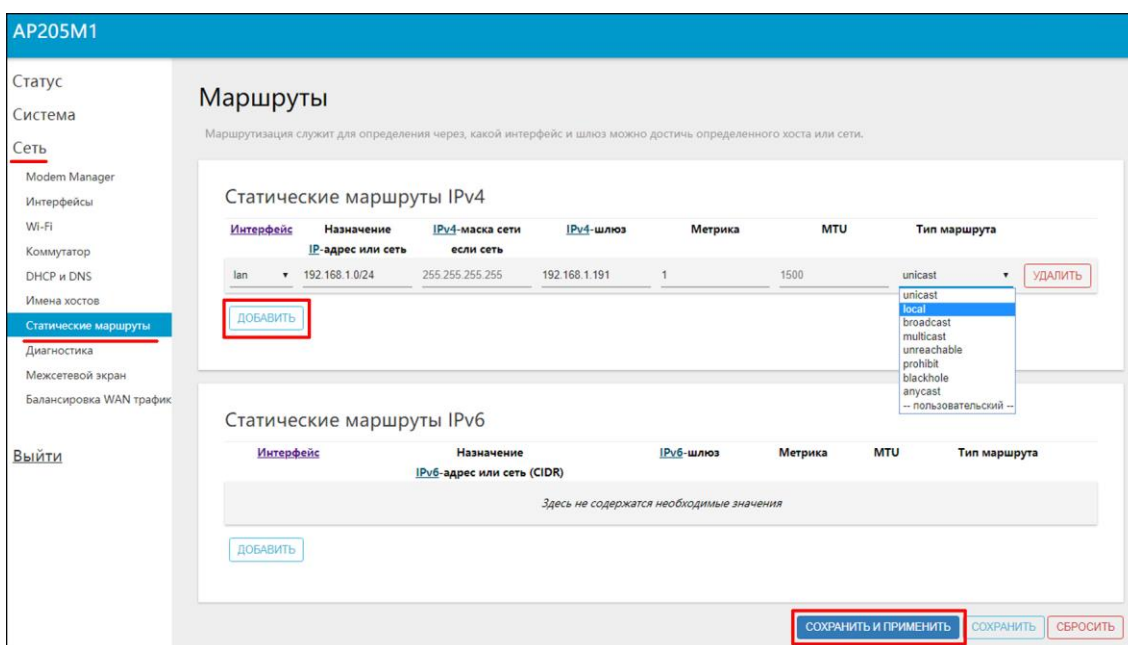 AP205M1
Статус
Система
Сеть
Modem Manager
Интерфейсы
Wi-Fi
Коммутатор
DHCP и DNS
Имена хостов
Статические маршруты
Диагностика
Межсетевой экран
Балансировка WAN трафик
Выйти
Маршруты
Маршрутизация служит для определения через, какой интерфейс и шлюз можно достичь определенного хоста или сети.
Статические маршруты IPv4
Интерфейс Назначение IPv4-маска сети IPv4-шлюз Метрика MTU Тип маршрута
IP-адрес или сеть если сеть
lan 192.168.1.0/24 255.255.255.255 192.168.1.191 1 1500 unicast УДАЛИТЬ
unicast
local
broadcast
multicast
unreachable
prohibit
blackhole
anycast
-- пользовательский --
ДОБАВИТЬ
Статические маршруты IPv6
Интерфейс Назначение IPv6-шлюз Метрика MTU Тип маршрута
IPv6-адрес или сеть (CIDR)
Здесь не содержатся необходимые значения
ДОБАВИТЬ
СОХРАНИТЬ И ПРИМЕНИТЬ СОХРАНИТЬ СБРОСИТЬ